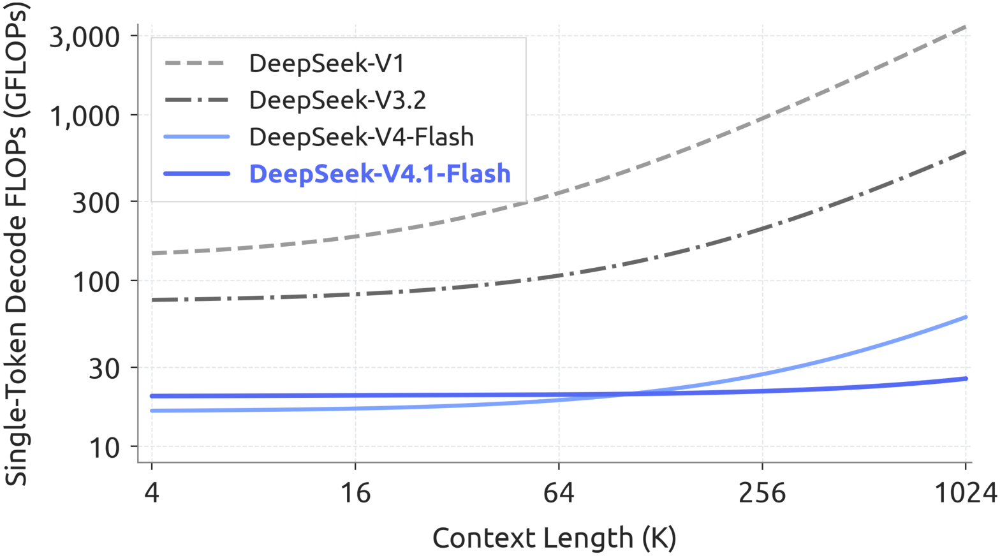 Single-Token Decode FLOPs (GFLOPs)
3,000
1,000
300
100
30
10
DeepSeek-V1
DeepSeek-V3.2
DeepSeek-V4-Flash
DeepSeek-V4.1-Flash
4 16 64 256 1024
Context Length (K)